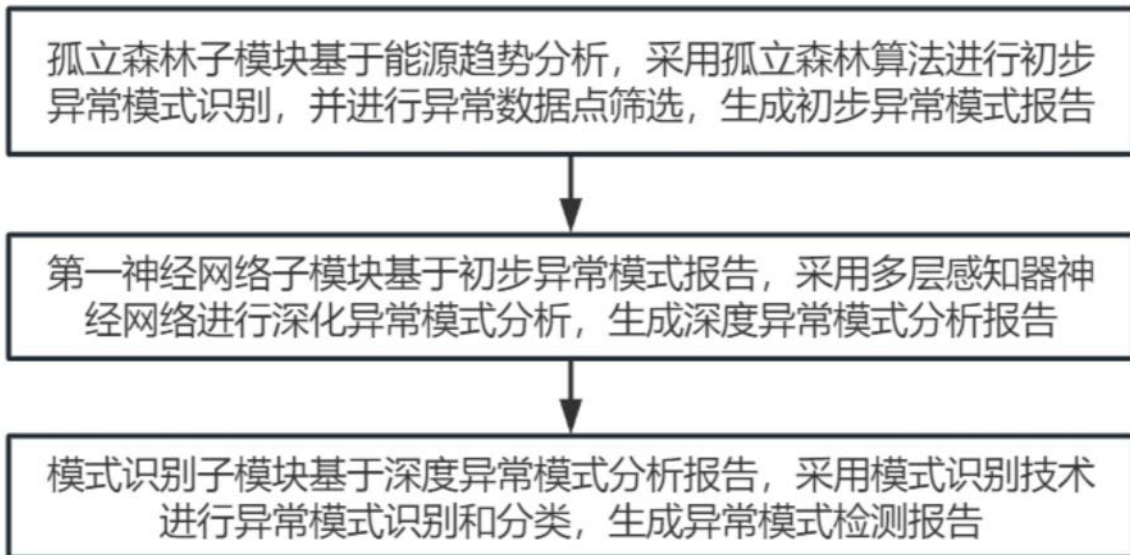 孤立森林子模块基于能源趋势分析，采用孤立森林算法进行初步
异常模式识别，并进行异常数据点筛选，生成初步异常模式报告
第一神经网络子模块基于初步异常模式报告，采用多层感知器神
经网络进行深化异常模式分析，生成深度异常模式分析报告
模式识别子模块基于深度异常模式分析报告，采用模式识别技术
进行异常模式识别和分类，生成异常模式检测报告